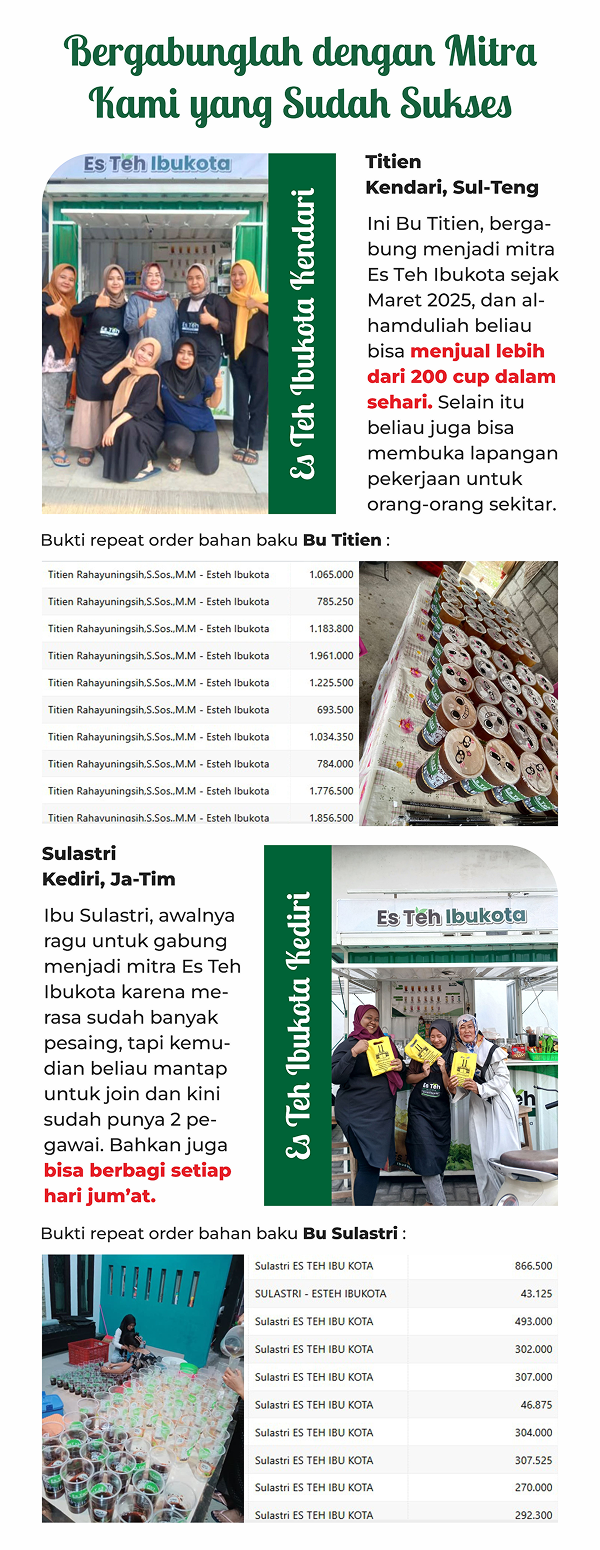 Bergabunglah dengan Mitra
Kami yang Sudah Sukses
Es Teh Ibukota
Es Teh
Es Teh
Es Teh Ibukota Kendari
Titien
Kendari, Sul-Teng
Ini Bu Titien, berga-
bung menjadi mitra
Es Teh Ibukota sejak
Maret 2025, dan al-
hamduliah beliau
bisa menjual lebih
dari 200 cup dalam
sehari. Selain itu
beliau juga bisa
membuka lapangan
pekerjaan untuk
orang-orang sekitar.
Bukti repeat order bahan baku Bu Titien :
Titien Rahayuningsih,S.Sos.,M.M - Esteh Ibukota 1.065.000
Titien Rahayuningsih,S.Sos.,M.M - Esteh Ibukota 785.250
Titien Rahayuningsih,S.Sos.,M.M - Esteh Ibukota 1.183.800
Titien Rahayuningsih,S.Sos.,M.M - Esteh Ibukota 1.961.000
Titien Rahayuningsih,S.Sos.,M.M - Esteh Ibukota 1.225.500
Titien Rahayuningsih,S.Sos.,M.M - Esteh Ibukota 693.500
Titien Rahayuningsih,S.Sos.,M.M - Esteh Ibukota 1.034.350
Titien Rahayuningsih,S.Sos.,M.M - Esteh Ibukota 784.000
Titien Rahayuningsih,S.Sos.,M.M - Esteh Ibukota 1.776.500
Titien Rahayuningsih,S.Sos.,M.M - Esteh Ibukota 1.856.500
Sulastri
Kediri, Ja-Tim
Ibu Sulastri, awalnya
ragu untuk gabung
menjadi mitra Es Teh
Ibukota karena me-
rasa sudah banyak
pesaing, tapi kemu-
dian beliau mantap
untuk join dan kini
sudah punya 2 pe-
gawai. Bahkan juga
bisa berbagi setiap
hari jum’at.
Es Teh Ibukota Kediri
Es Teh Ibukota
Es Teh
Bukti repeat order bahan baku Bu Sulastri :
Sulastri ES TEH IBU KOTA 866.500
SULASTRI - ESTEH IBUKOTA 43.125
Sulastri ES TEH IBU KOTA 493.000
Sulastri ES TEH IBU KOTA 302.000
Sulastri ES TEH IBU KOTA 307.000
Sulastri ES TEH IBU KOTA 46.875
Sulastri ES TEH IBU KOTA 304.000
Sulastri ES TEH IBU KOTA 307.525
Sulastri ES TEH IBU KOTA 270.000
Sulastri ES TEH IBU KOTA 292.300